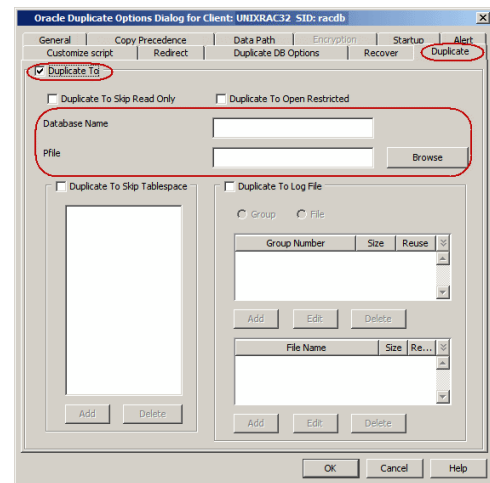 Oracle Duplicate Options Dialog for Client: UNIXRAC32 SID: racdb
General Copy Precedence Data Path Encryption Startup Alert
Customize script Redirect Duplicate DB Options Recover Duplicate
Duplicate To
Duplicate To Skip Read Only Duplicate To Open Restricted
Database Name
Pfile Browse
Duplicate To Skip Tablespace Duplicate To Log File
Group File
Group Number Size Reuse
Add Edit Delete
File Name Size Re...
Add Delete Add Edit Delete
OK Cancel Help